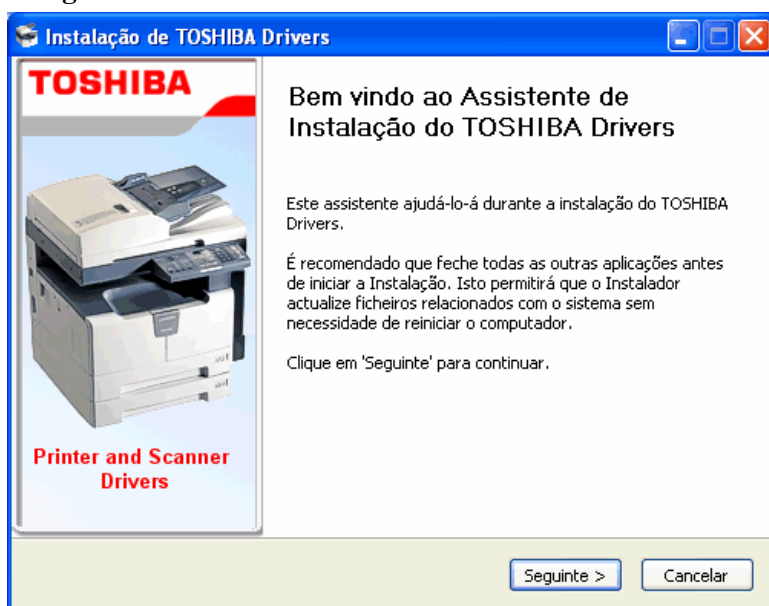 Instalação de TOSHIBA Drivers
TOSHIBA
Bem vindo ao Assistente de
Instalação do TOSHIBA Drivers
Este assistente ajudá-lo-á durante a instalação do TOSHIBA
Drivers.
É recomendado que feche todas as outras aplicações antes
de iniciar a Instalação. Isto permitirá que o Instalador
actualize ficheiros relacionados com o sistema sem
necessidade de reiniciar o computador.
Clique em 'Seguinte' para continuar.
Printer and Scanner
Drivers
Seguinte >
Cancelar